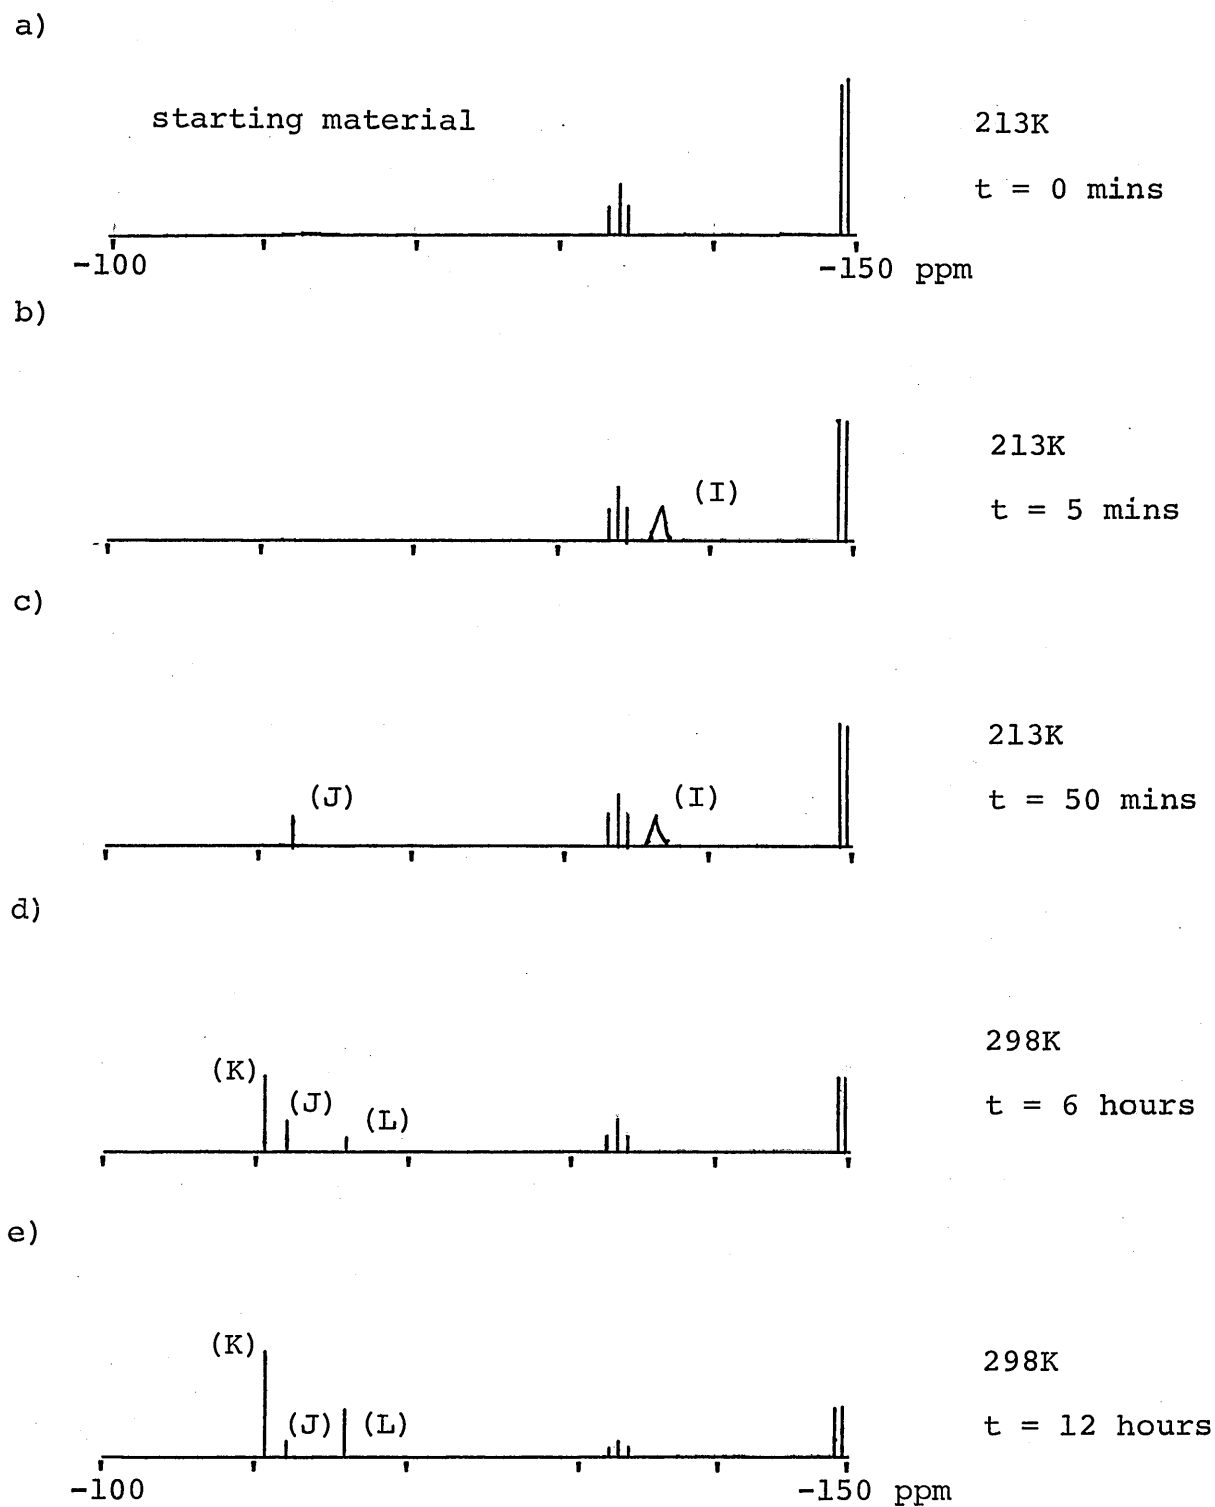 a)
starting material
213K
t = 0 mins
-100
-150 ppm
b)
(I)
213K
t = 5 mins
c)
(J)
(I)
213K
t = 50 mins
d)
(K)
(J)
(L)
298K
t = 6 hours
e)
(K)
(J)
(L)
298K
t = 12 hours
-100
-150 ppm